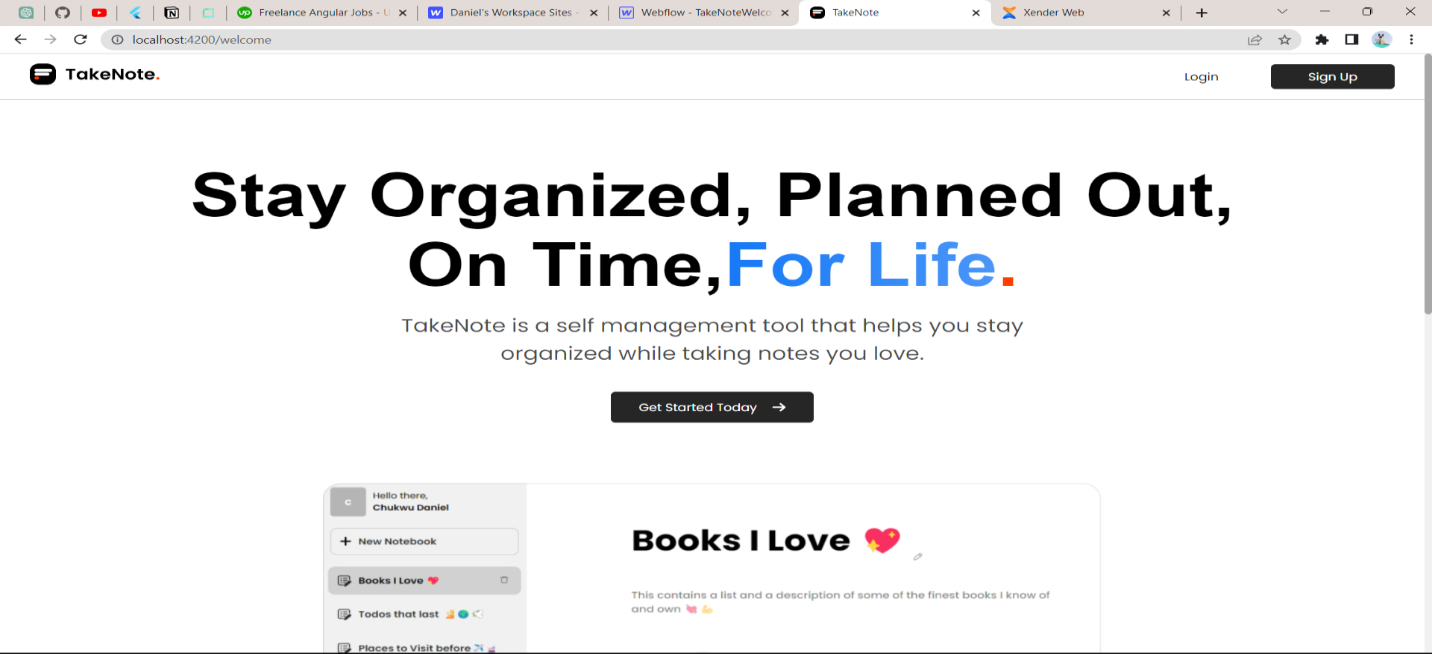 Freelance Angular Jobs - U
Daniel's Workspace Sites -
Webflow - TakeNoteWelco
TakeNote
Xender Web
localhost:4200/welcome
TakeNote.
Login
Sign Up
Stay Organized, Planned Out,
On Time,For Life.
TakeNote is a self management tool that helps you stay
organized while taking notes you love.
Get Started Today
C
Hello there,
Chukwu Daniel
New Notebook
Books I Love 💖
Todos that last
Places to Visit before
Books I Love 💖
This contains a list and a description of some of the finest books I know of
and own 💘 💪